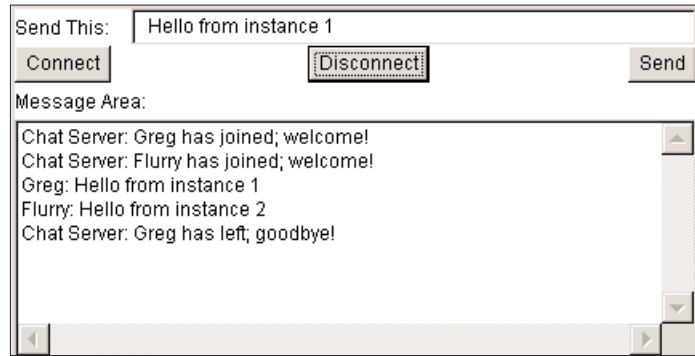 Send This: Hello from instance 1
Connect Disconnect Send
Message Area:
Chat Server: Greg has joined; welcome!
Chat Server: Flurry has joined; welcome!
Greg: Hello from instance 1
Flurry: Hello from instance 2
Chat Server: Greg has left; goodbye!